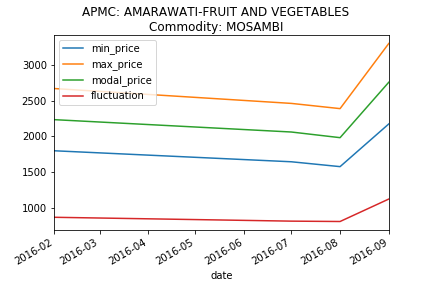 APMC: AMARAWATI-FRUIT AND VEGETABLES
Commodity: MOSAMBI
min_price
max_price
modal_price
fluctuation
3000
2500
2000
1500
1000
2016-02
2016-03
2016-04
2016-05
2016-06
2016-07
2016-08
2016-09
date